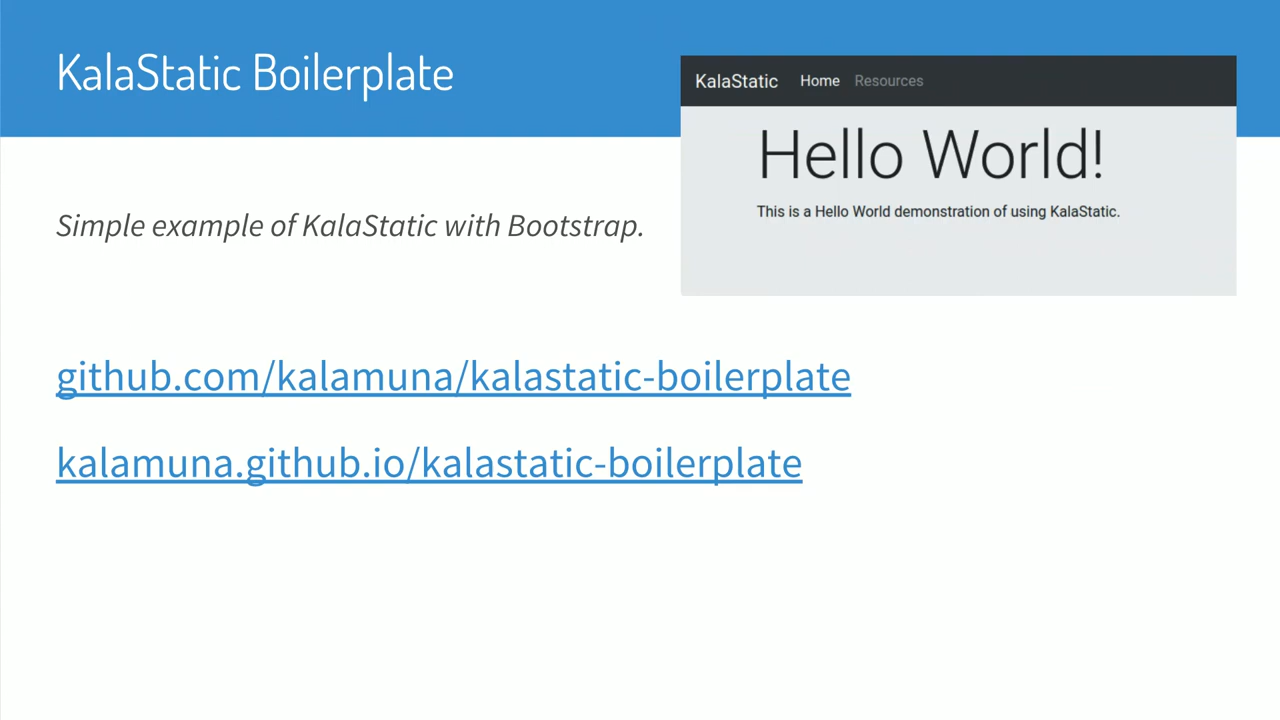 KalaStatic Boilerplate
KalaStatic Home Resources
Hello World!
This is a Hello World demonstration of using KalaStatic.
Simple example of KalaStatic with Bootstrap.
github.com/kalamuna/kalastatic-boilerplate
kalamuna.github.io/kalastatic-boilerplate